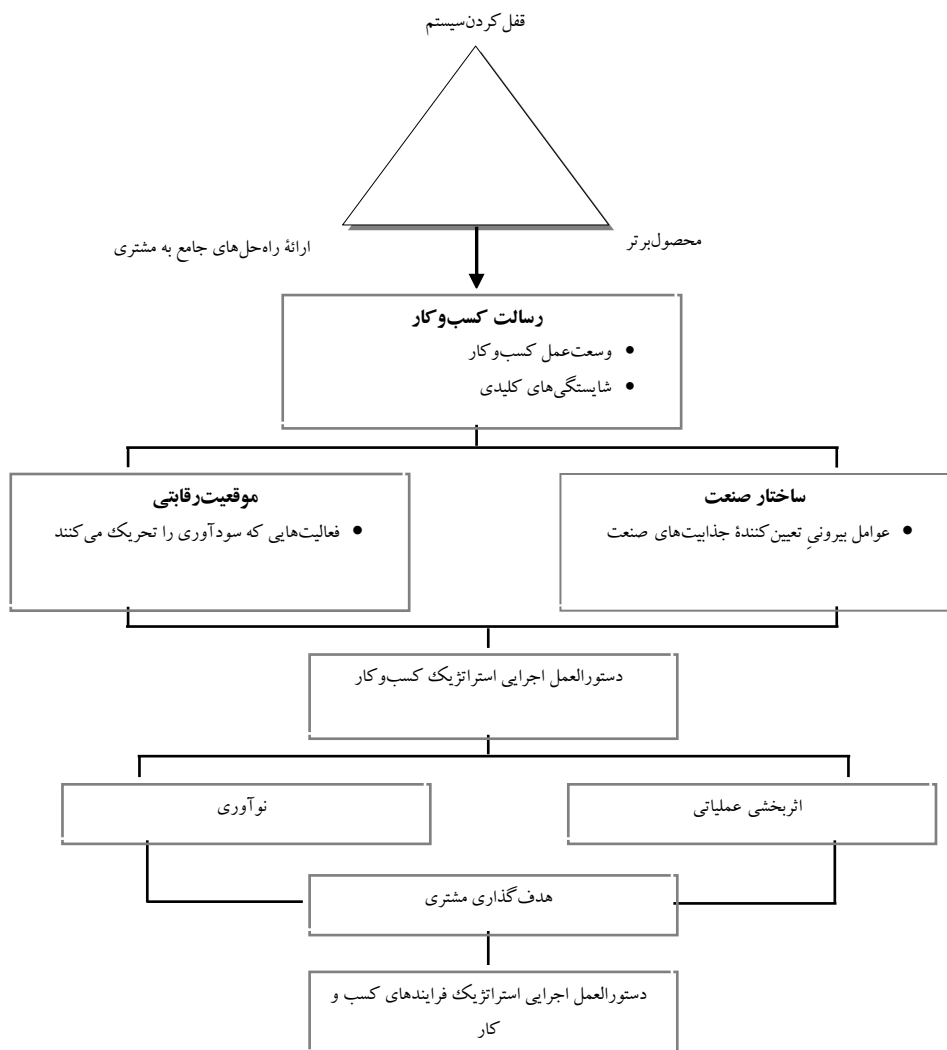 قفل کردن‌سیستم
محصول‌برتر
ارائهٔ راه‌حل‌های جامع به مشتری
رسالت کسب‌وکار
• وسعت‌عمل کسب‌وکار
• شایستگی‌های کلیدی
ساختار صنعت
• عوامل بیرونیِ تعیین‌کنندهٔ جذابیت‌های صنعت
موقعیت‌رقابتی
• فعالیت‌هایی که سودآوری را تحریک می‌کنند
دستورالعمل اجرایی استراتژیک کسب‌وکار
اثربخشی عملیاتی
نوآوری
هدف‌گذاری مشتری
دستورالعمل اجرایی استراتژیک فرایندهای کسب و
کار